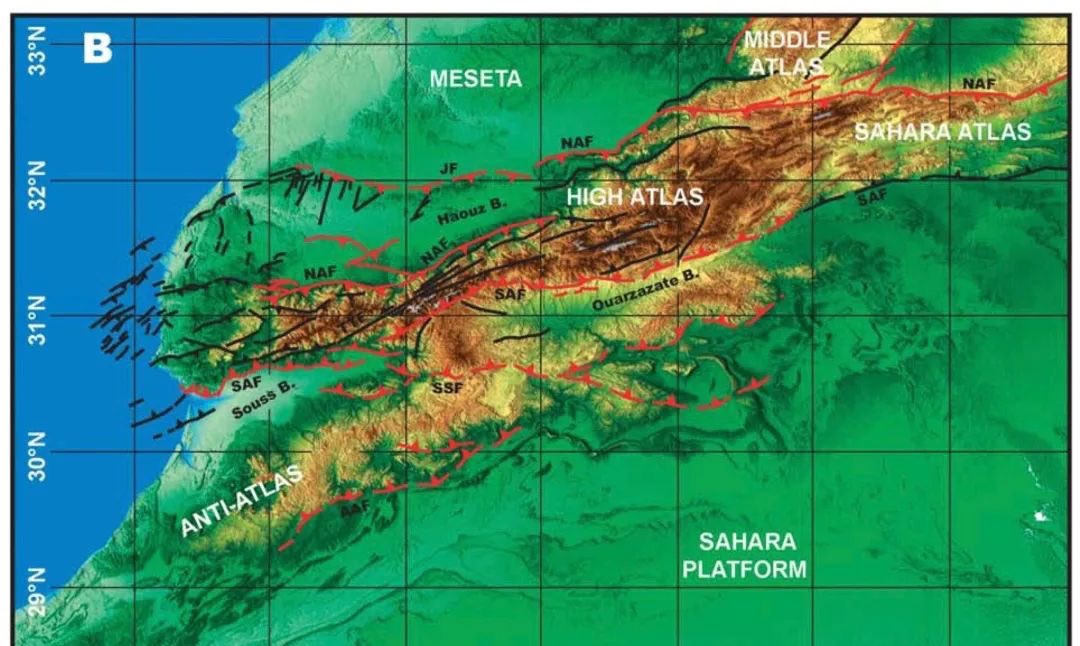 B
33°N
32°N
31°N
30°N
29°N
MESETA
MIDDLE
ATLAS
NAF
SAHARA ATLAS
NAF
JF
SAF
HIGH ATLAS
Haouz B.
NAF
NAF
SAF
Ouarzazate B.
SAF
Souss B.
SSF
ANTI-ATLAS
AAF
SAHARA
PLATFORM